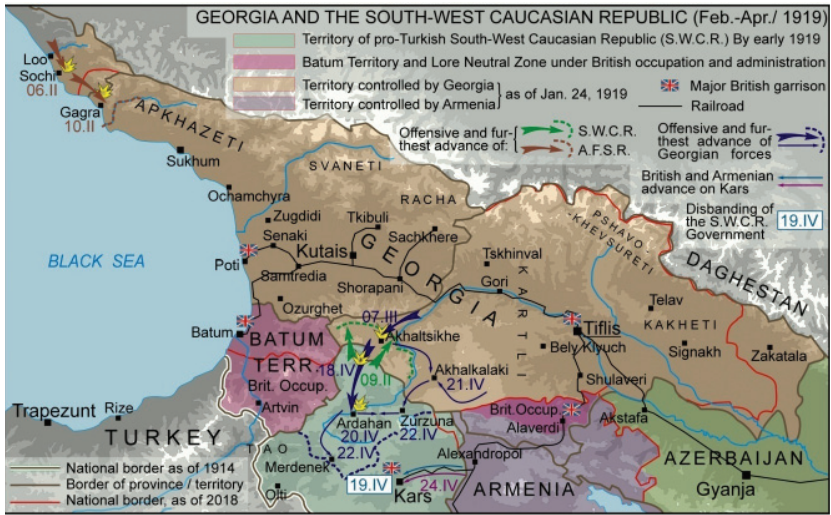 GEORGIA AND THE SOUTH-WEST CAUCASIAN REPUBLIC (Feb.-Apr./ 1919)
Territory of pro-Turkish South-West Caucasian Republic (S.W.C.R.) By early 1919
Batum Territory and Lore Neutral Zone under British occupation and administration
Territory controlled by Georgia
Territory controlled by Armenia
as of Jan. 24, 1919
Major British garrison
Railroad
Offensive and fur-
thest advance of:
S.W.C.R.
A.F.S.R.
Offensive and fur-
thest advance of
Georgian forces
British and Armenian
advance on Kars
Disbanding of
the S.W.C.R.
Government
19.IV
Loo
Sochi
06.II
Gagra
10.II
APKHAZETI
Sukhum
SVANETI
Ochamchyra
RACHA
Zugdidi
Tkibuli
Senaki
Sachkhere
Kutais
GEORGIA
BLACK SEA
Poti
Samtredia
Shorapani
Tskhinval
Gori
KARTLI
PSHAVO
-KHEVSURETI
DAGHESTAN
Ozurghet
07.III
Telav
Batum
Akhaltsikhe
Tiflis
KAKHETI
BATUM
TERR.
Brit. Occup.
18.IV
09.II
Akhalkalaki
21.IV
Bely Klyuch
Signakh
Zakatala
Shulaveri
Trapezunt
Rize
Artvin
TURKEY
Ardahan
20.IV
22.IV
Zurzuna
22.IV
Brit.Occup
Alaverdi
Akstafa
TAO
Merdenek
Olti
19.IV
Kars
24.IV
Alexandropol
ARMENIA
AZERBAIJAN
Gyanja
National border as of 1914
Border of province / territory
National border, as of 2018